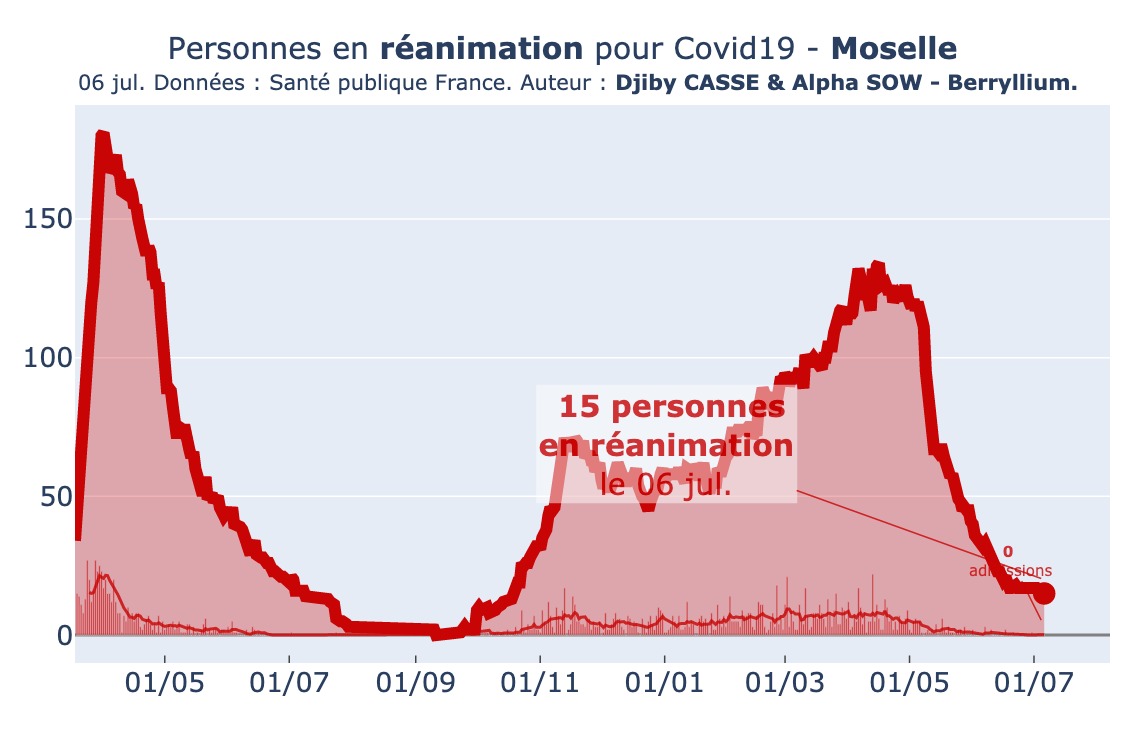 Personnes en réanimation pour Covid19 - Moselle
06 jul. Données : Santé publique France. Auteur : Djiby CASSE & Alpha SOW - Berryllium.
150
100
50
0
15 personnes
en réanimation
le 06 jul.
0
admissions
01/05 01/07 01/09 01/11 01/01 01/03 01/05 01/07